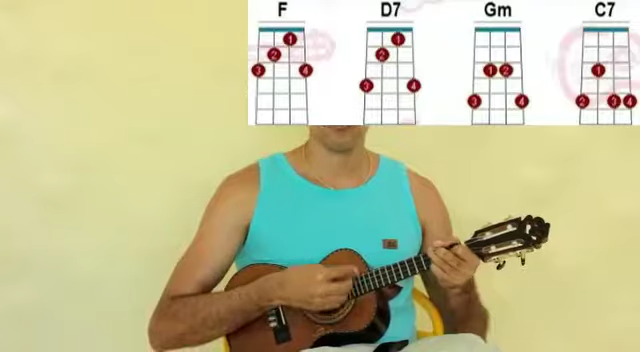 F D7 Gm C7
1 1
2 2 1 2 1
3 4
3 4 3 4 2 3 4